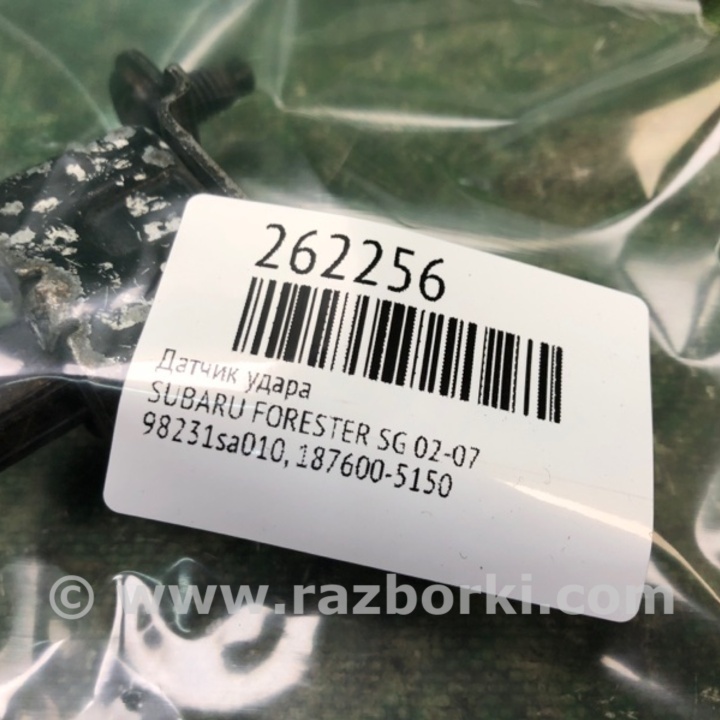 262256
Датчик удара
SUBARU FORESTER SG 02-07
98231sa010, 187600-5150
© www.razborki.com